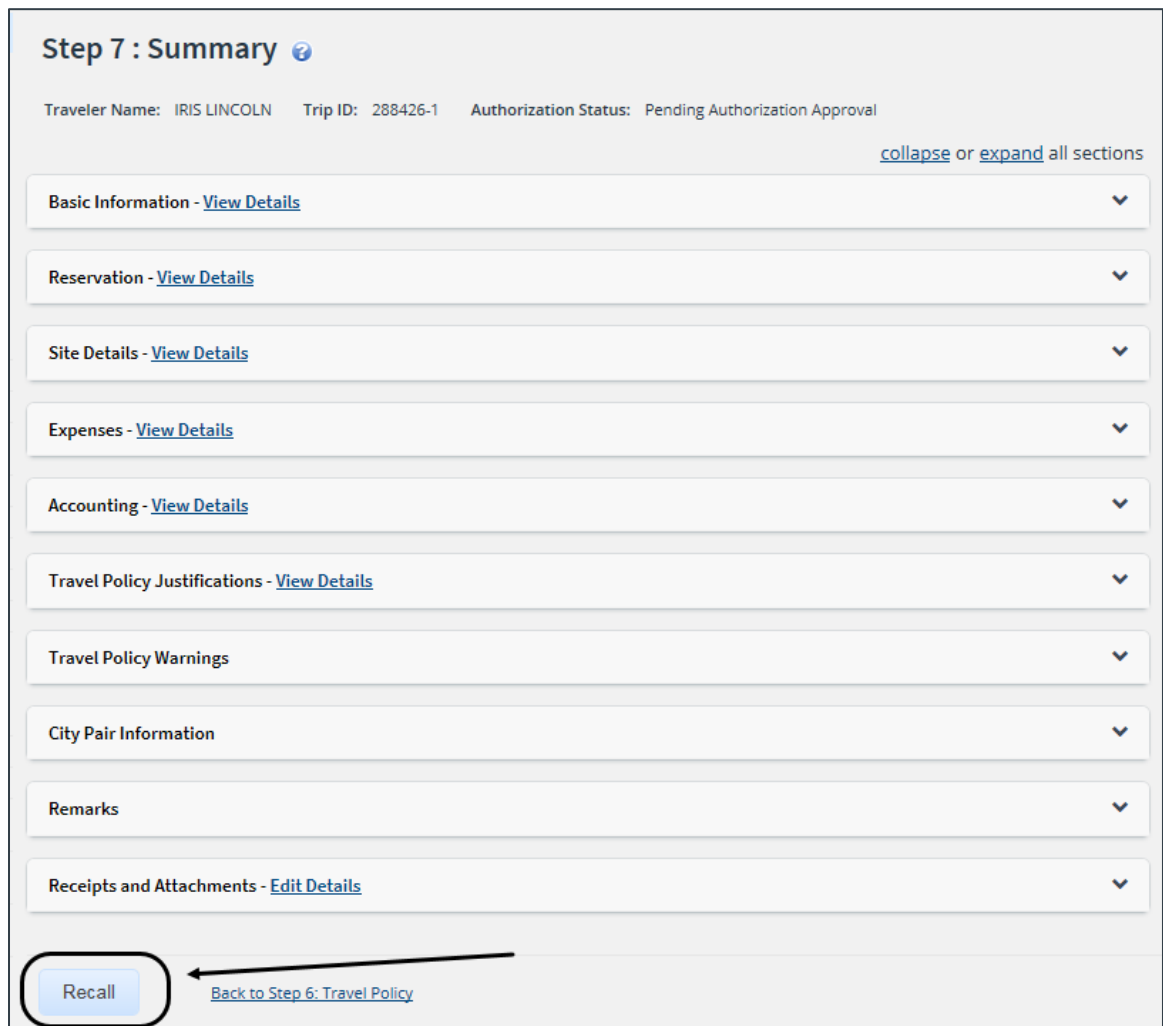 Step 7 : Summary ?
Traveler Name: IRIS LINCOLN Trip ID: 288426-1 Authorization Status: Pending Authorization Approval
collapse or expand all sections
Basic Information - View Details
Reservation - View Details
Site Details - View Details
Expenses - View Details
Accounting - View Details
Travel Policy Justifications - View Details
Travel Policy Warnings
City Pair Information
Remarks
Receipts and Attachments - Edit Details
Recall Back to Step 6: Travel Policy